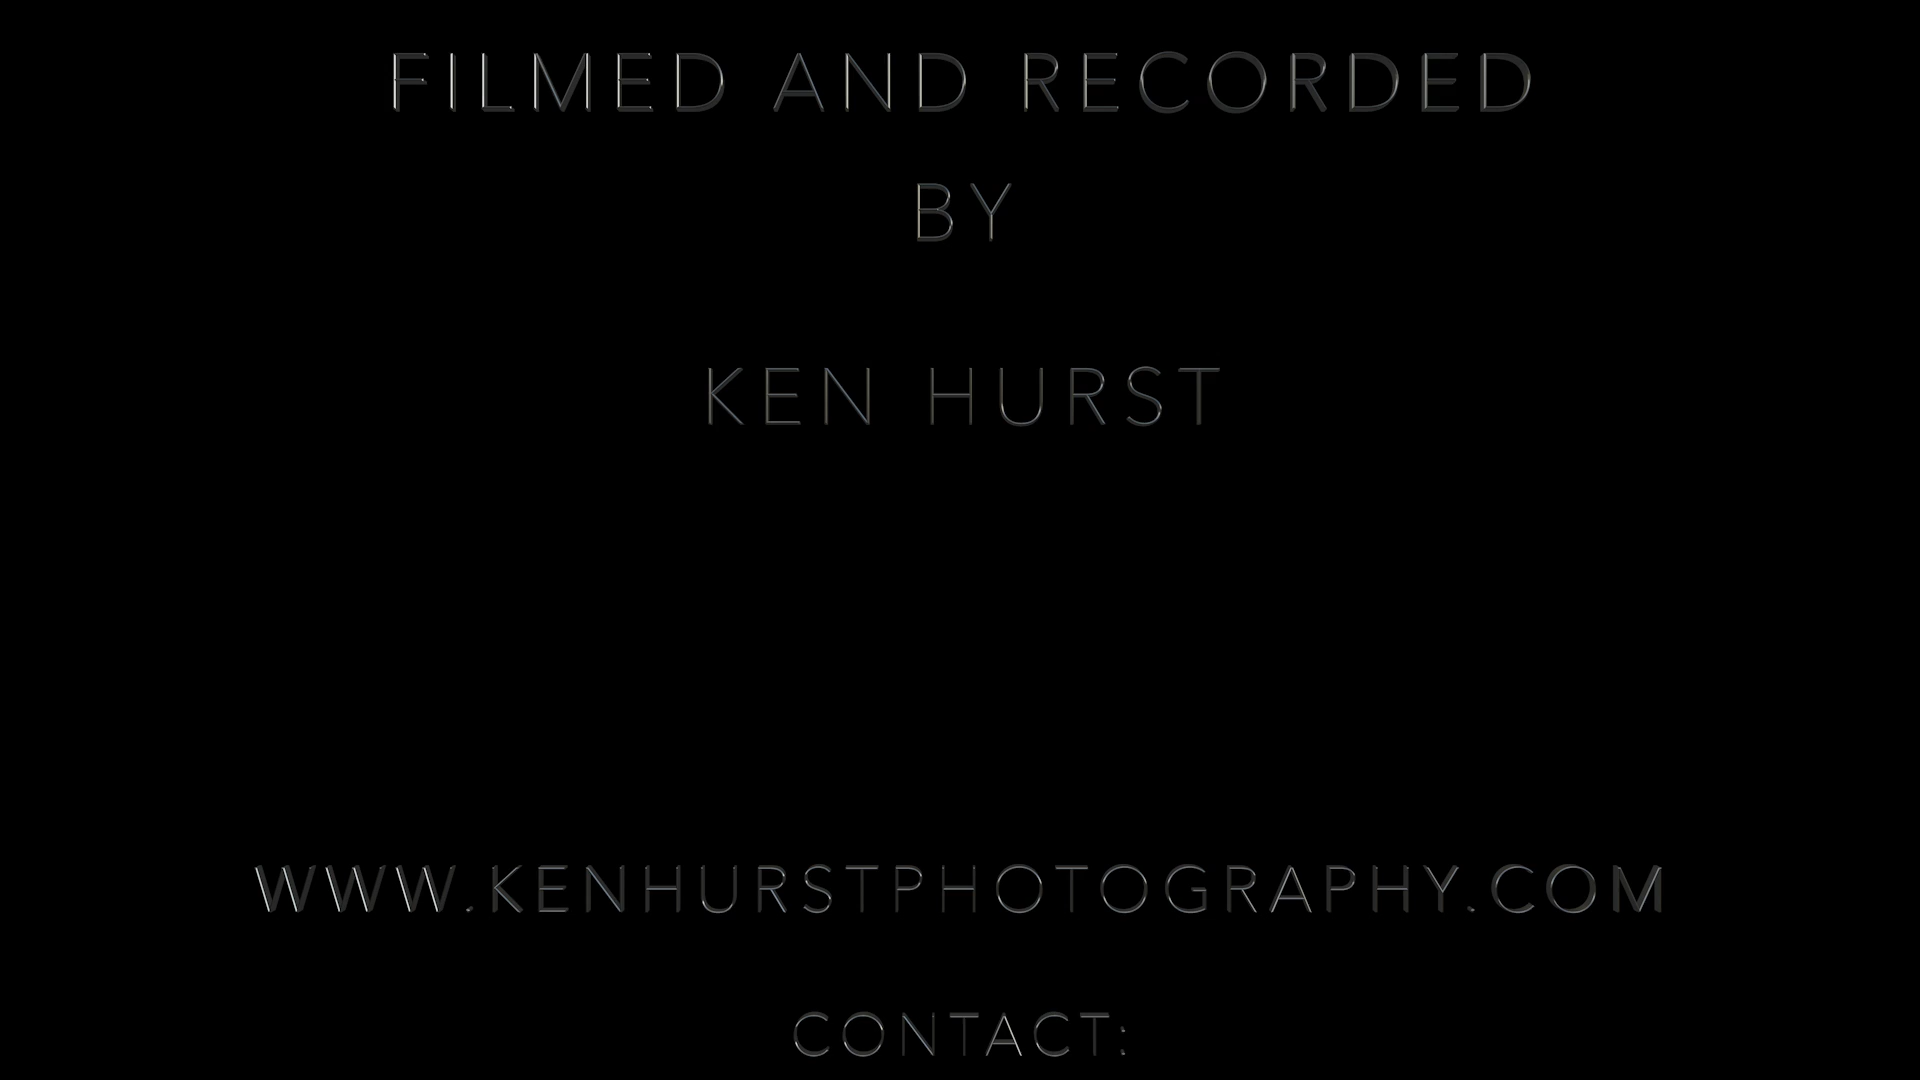 FILMED AND RECORDED
BY
KEN HURST
WWW.KENHURSTPHOTOGRAPHY.COM
CONTACT: